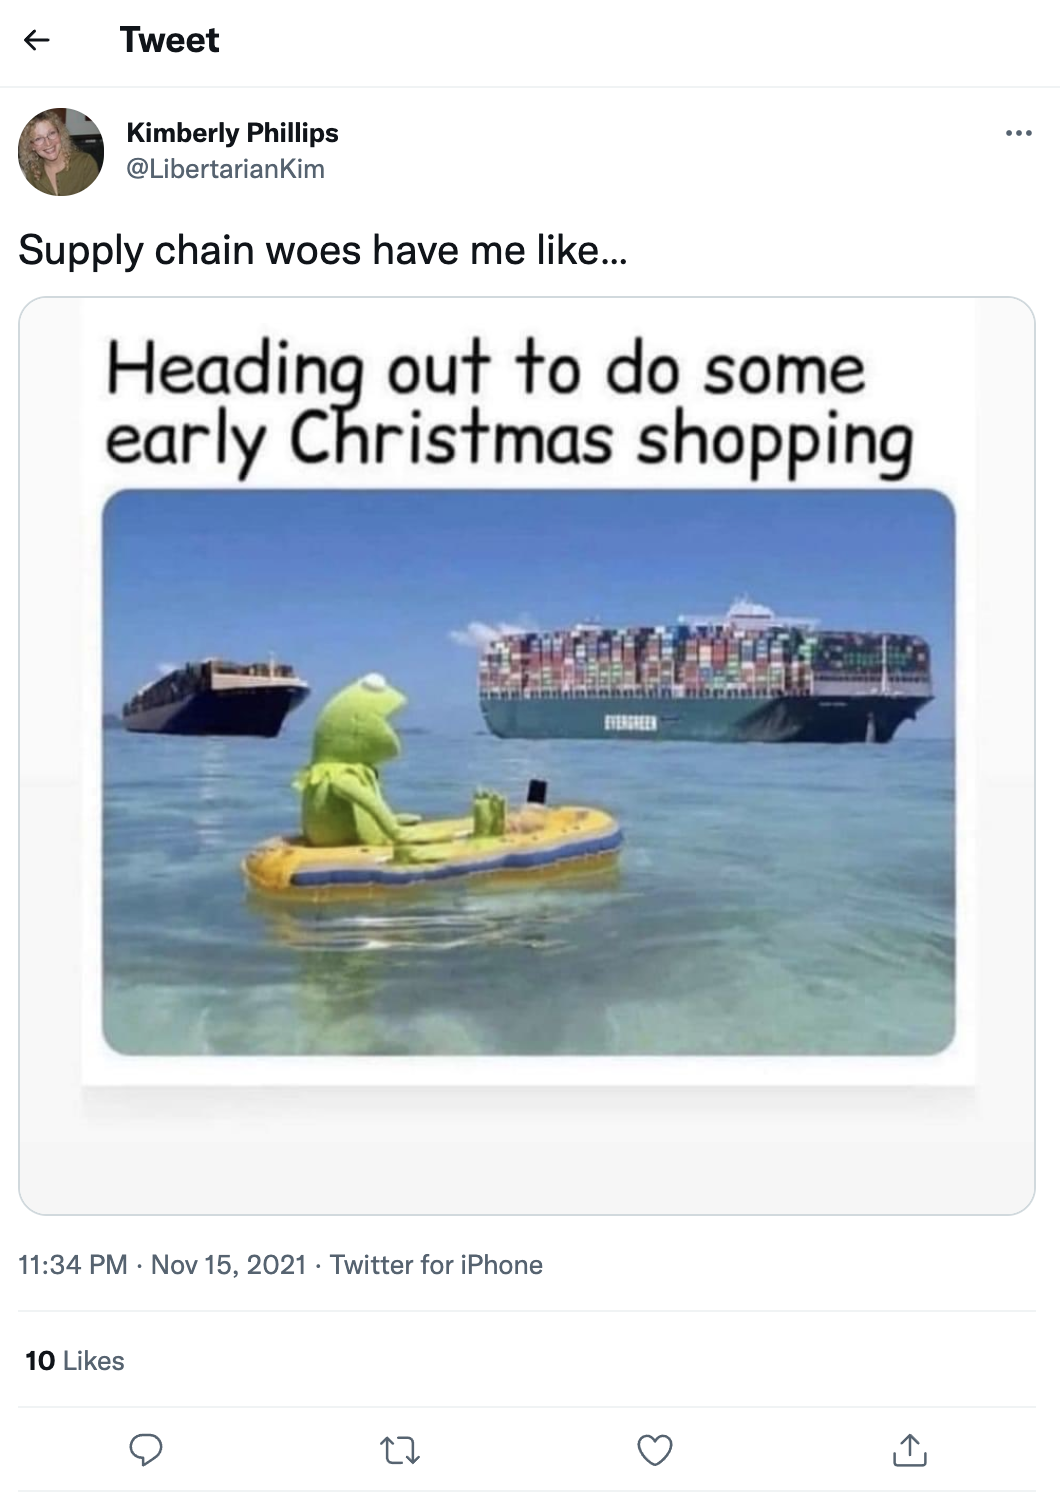 Tweet
Kimberly Phillips
@LibertarianKim
Supply chain woes have me like...
Heading out to do some
early Christmas shopping
EVERGREEN
11:34 PM · Nov 15, 2021 · Twitter for iPhone
10 Likes